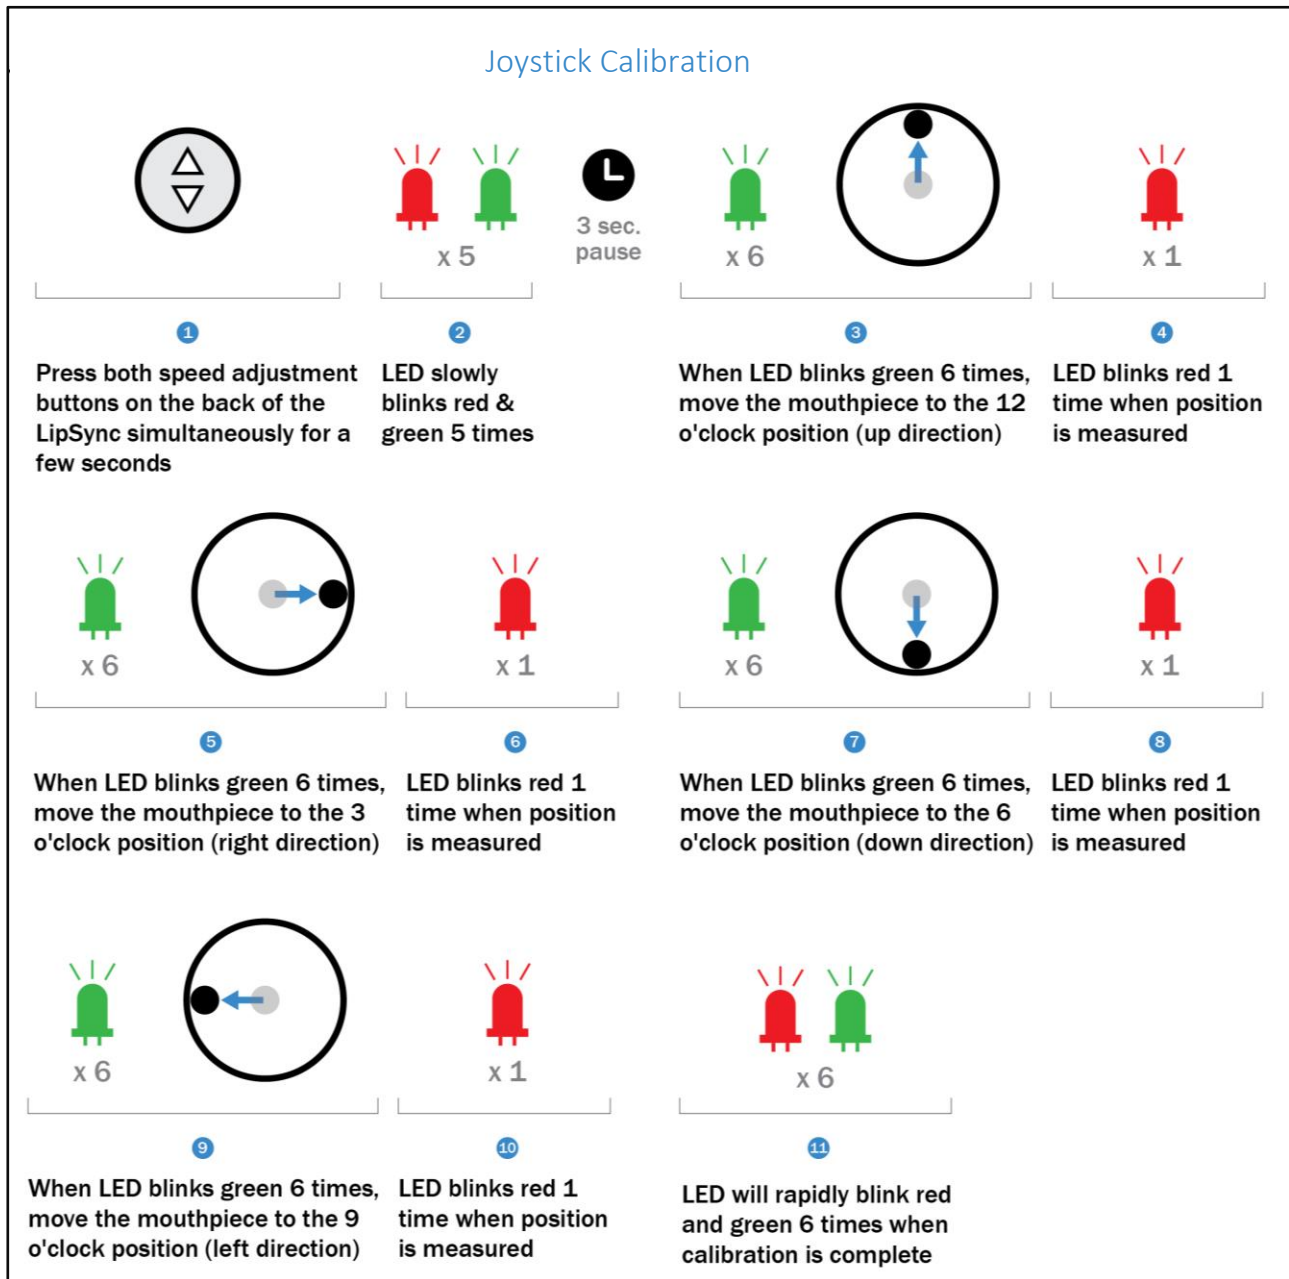 Joystick Calibration
x 5
3 sec.
pause
x 6
x 1
1
2
3
4
Press both speed adjustment
buttons on the back of the
LipSync simultaneously for a
few seconds
LED slowly
blinks red &
green 5 times
When LED blinks green 6 times,
move the mouthpiece to the 12
o'clock position (up direction)
LED blinks red 1
time when position
is measured
x 6
x 1
x 6
x 1
5
6
7
8
When LED blinks green 6 times,
move the mouthpiece to the 3
o'clock position (right direction)
LED blinks red 1
time when position
is measured
When LED blinks green 6 times,
move the mouthpiece to the 6
o'clock position (down direction)
LED blinks red 1
time when position
is measured
x 6
x 1
x 6
9
10
11
When LED blinks green 6 times,
move the mouthpiece to the 9
o'clock position (left direction)
LED blinks red 1
time when position
is measured
LED will rapidly blink red
and green 6 times when
calibration is complete